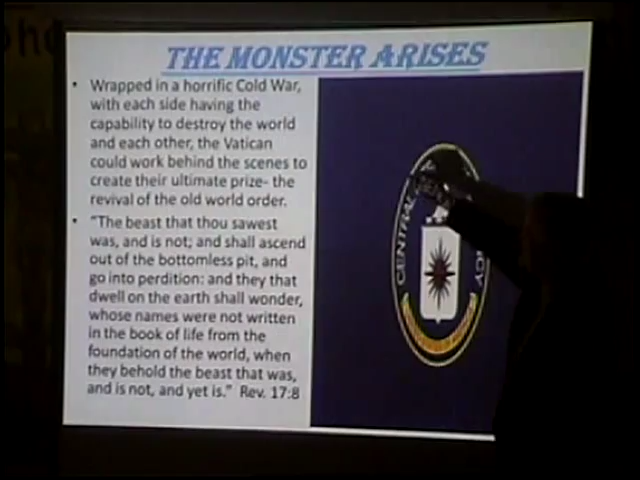 THE MONSTER ARISES
• Wrapped in a horrific Cold War,
with each side having the
capability to destroy the world
and each other, the Vatican
could work behind the scenes to
create their ultimate prize- the
revival of the old world order.
• "The beast that thou sawest
was, and is not; and shall ascend
out of the bottomless pit, and
go into perdition: and they that
dwell on the earth shall wonder,
whose names were not written
in the book of life from the
foundation of the world, when
they behold the beast that was,
and is not, and yet is." Rev. 17:8
CENTRAL